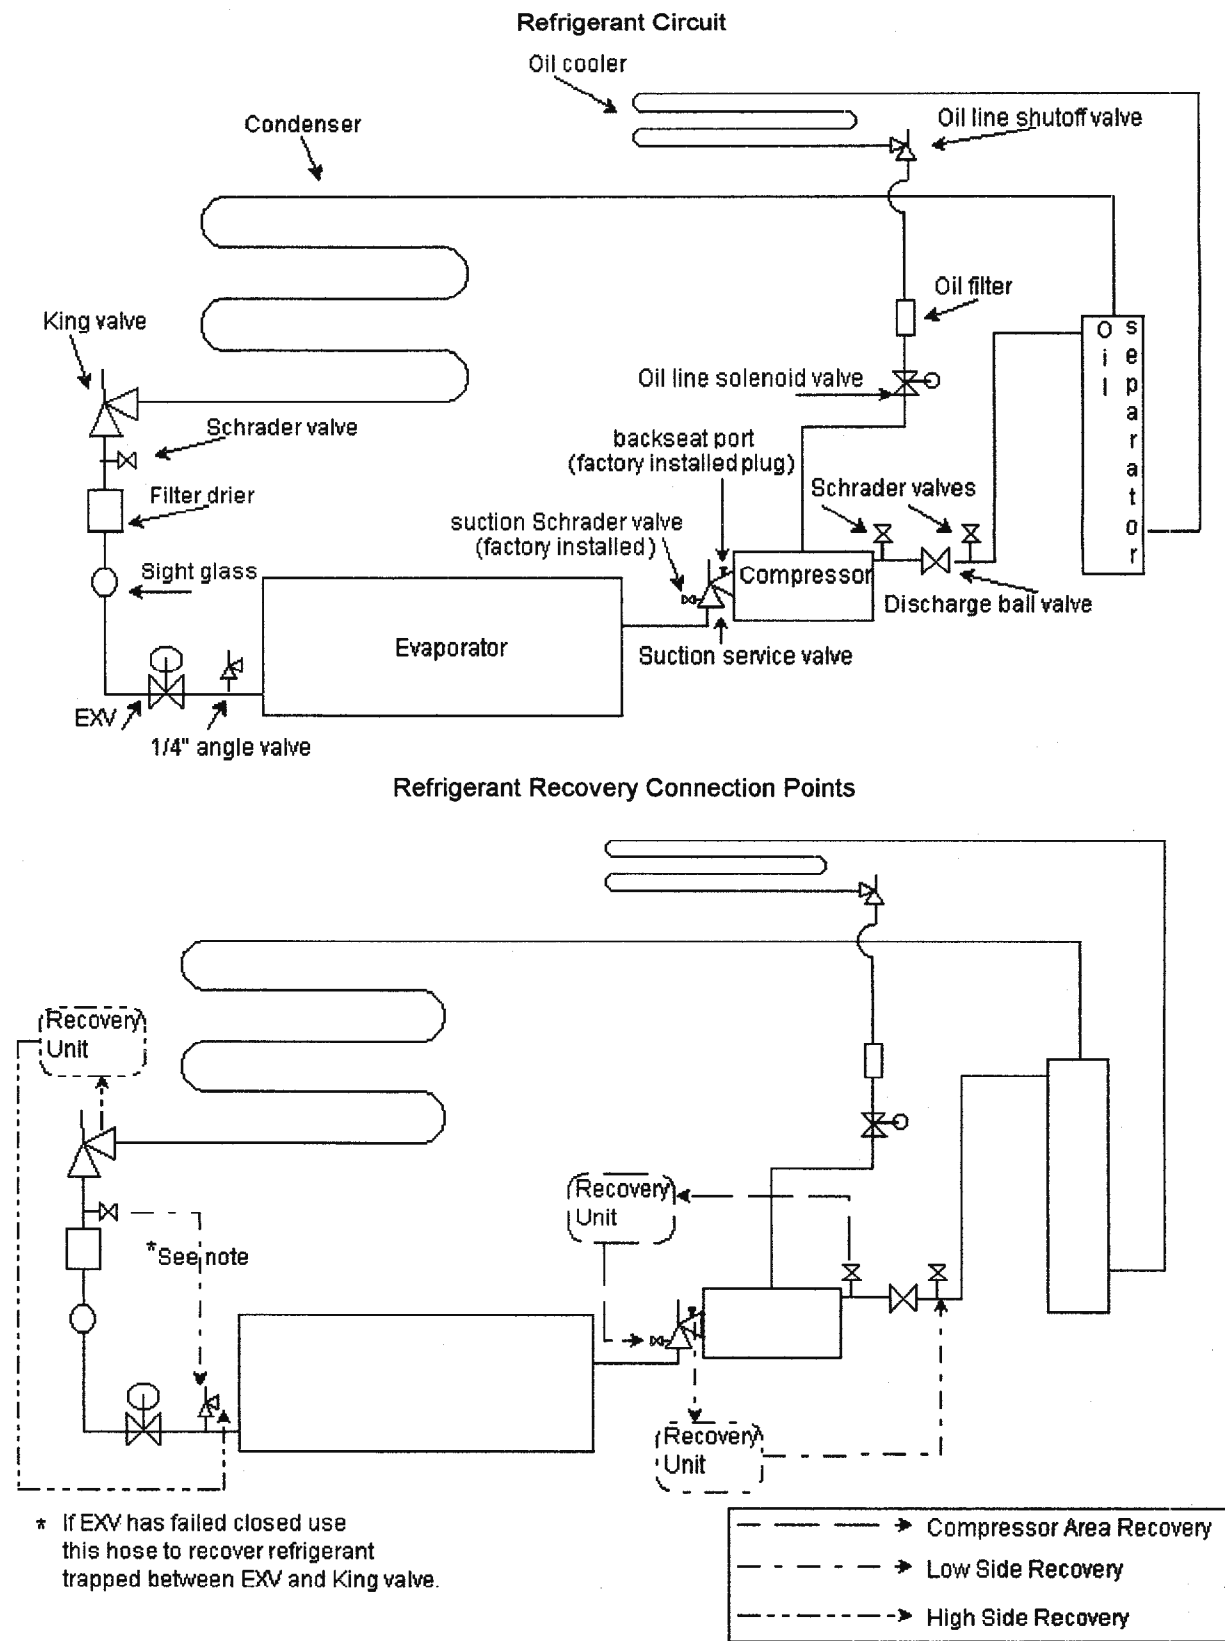 Refrigerant Circuit
Oil cooler
Oil line shutoff valve
Condenser
Oil filter
King valve
Oil separator
Oil line solenoid valve
Schrader valve
backseat port
(factory installed plug)
Schrader valves
Filter drier
suction Schrader valve
(factory installed)
Sight glass
Compressor
Discharge ball valve
Evaporator
Suction service valve
EXV
1/4" angle valve
Refrigerant Recovery Connection Points
Recovery
Unit
Recovery
Unit
*See note
Recovery
Unit
* If EXV has failed closed use
this hose to recover refrigerant
trapped between EXV and King valve.
Compressor Area Recovery
Low Side Recovery
High Side Recovery